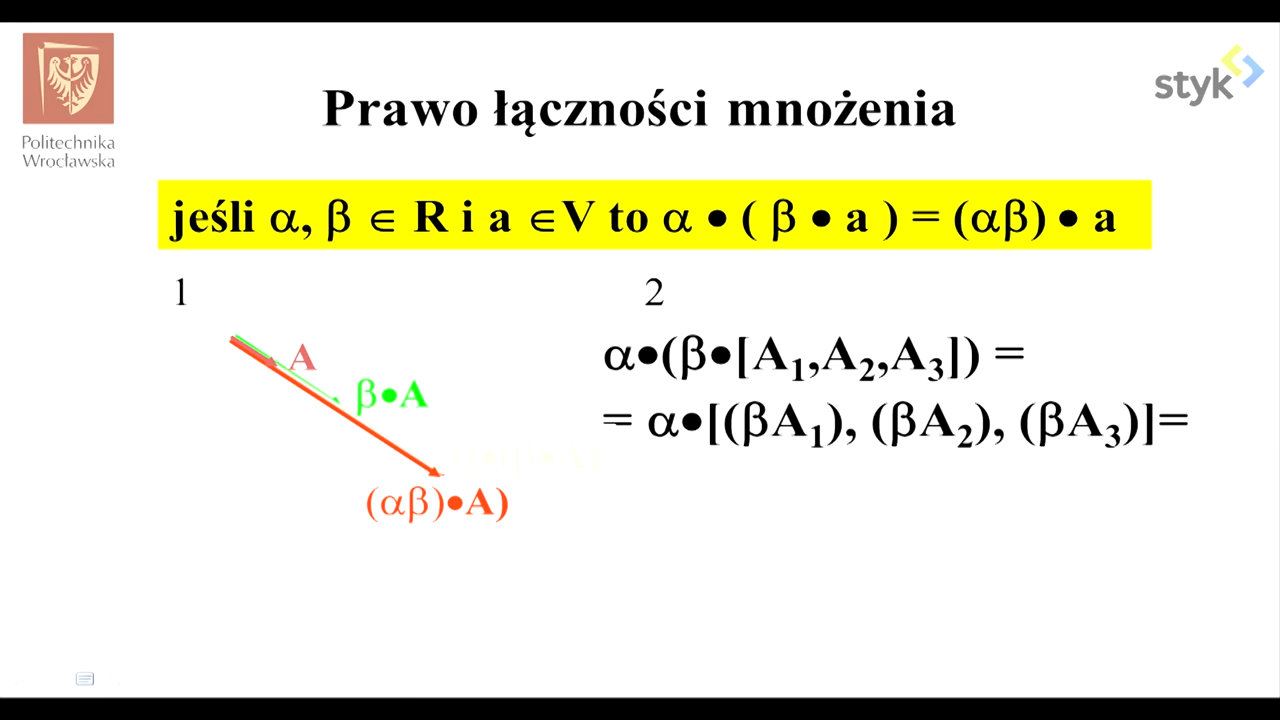 Politechnika
Wrocławska
styk
Prawo łączności mnożenia
jeśli α, β ∈ R i a ∈V to α • ( β • a ) = (αβ) • a
1
A
β•A
(αβ)•A)
2
α•(β•[A₁,A₂,A₃]) =
= α•[(βA₁), (βA₂), (βA₃)]=